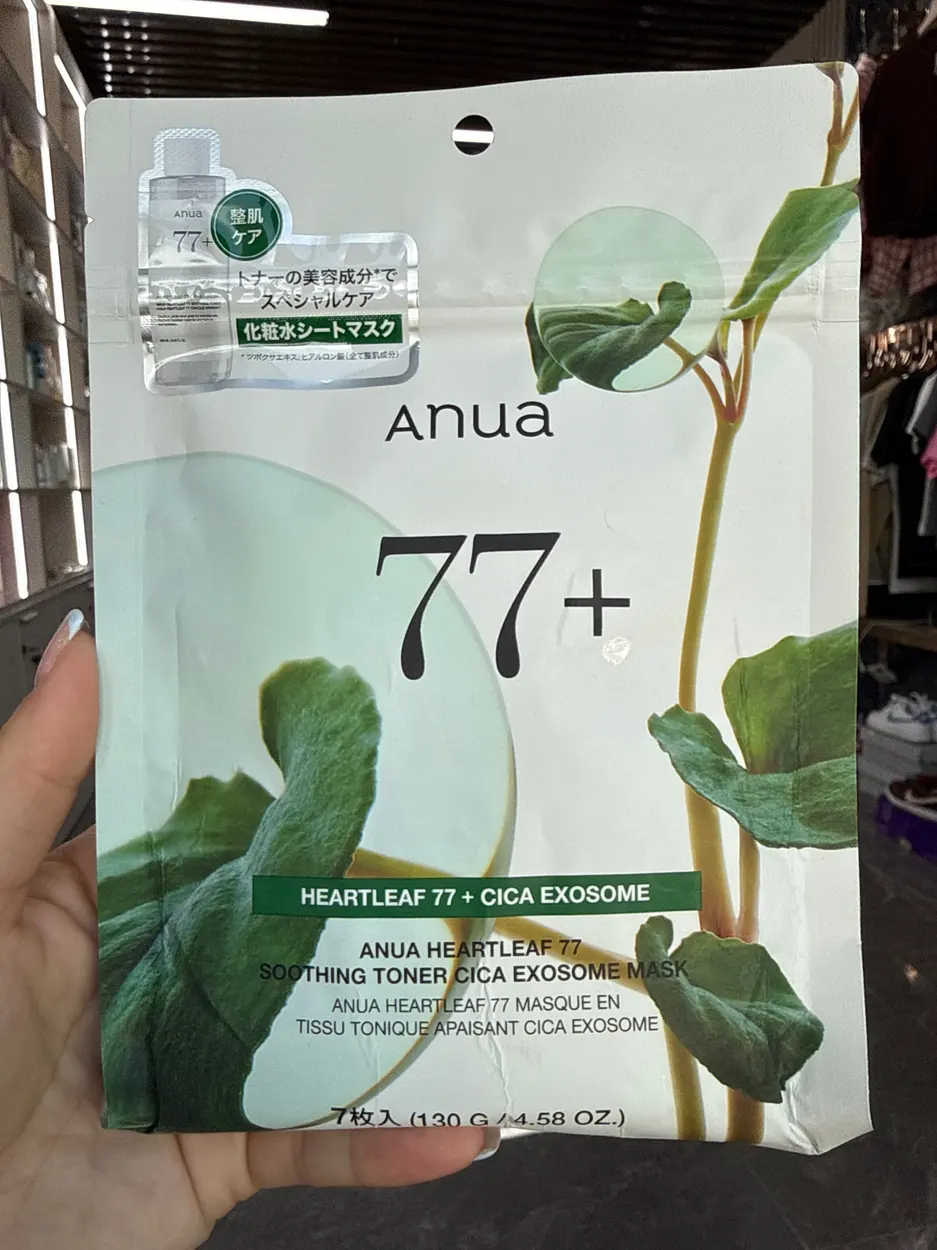 Anua
77+
整肌
ケア
トナーの美容成分*で
スペシャルケア
化粧水シートマスク
*ツボクサエキス、ヒアルロン酸(全て整肌成分)
Anua
77+
HEARTLEAF 77 + CICA EXOSOME
ANUA HEARTLEAF 77
SOOTHING TONER CICA EXOSOME MASK
ANUA HEARTLEAF 77 MASQUE EN
TISSU TONIQUE APAISANT CICA EXOSOME
7枚入 (130 G / 4.58 OZ.)